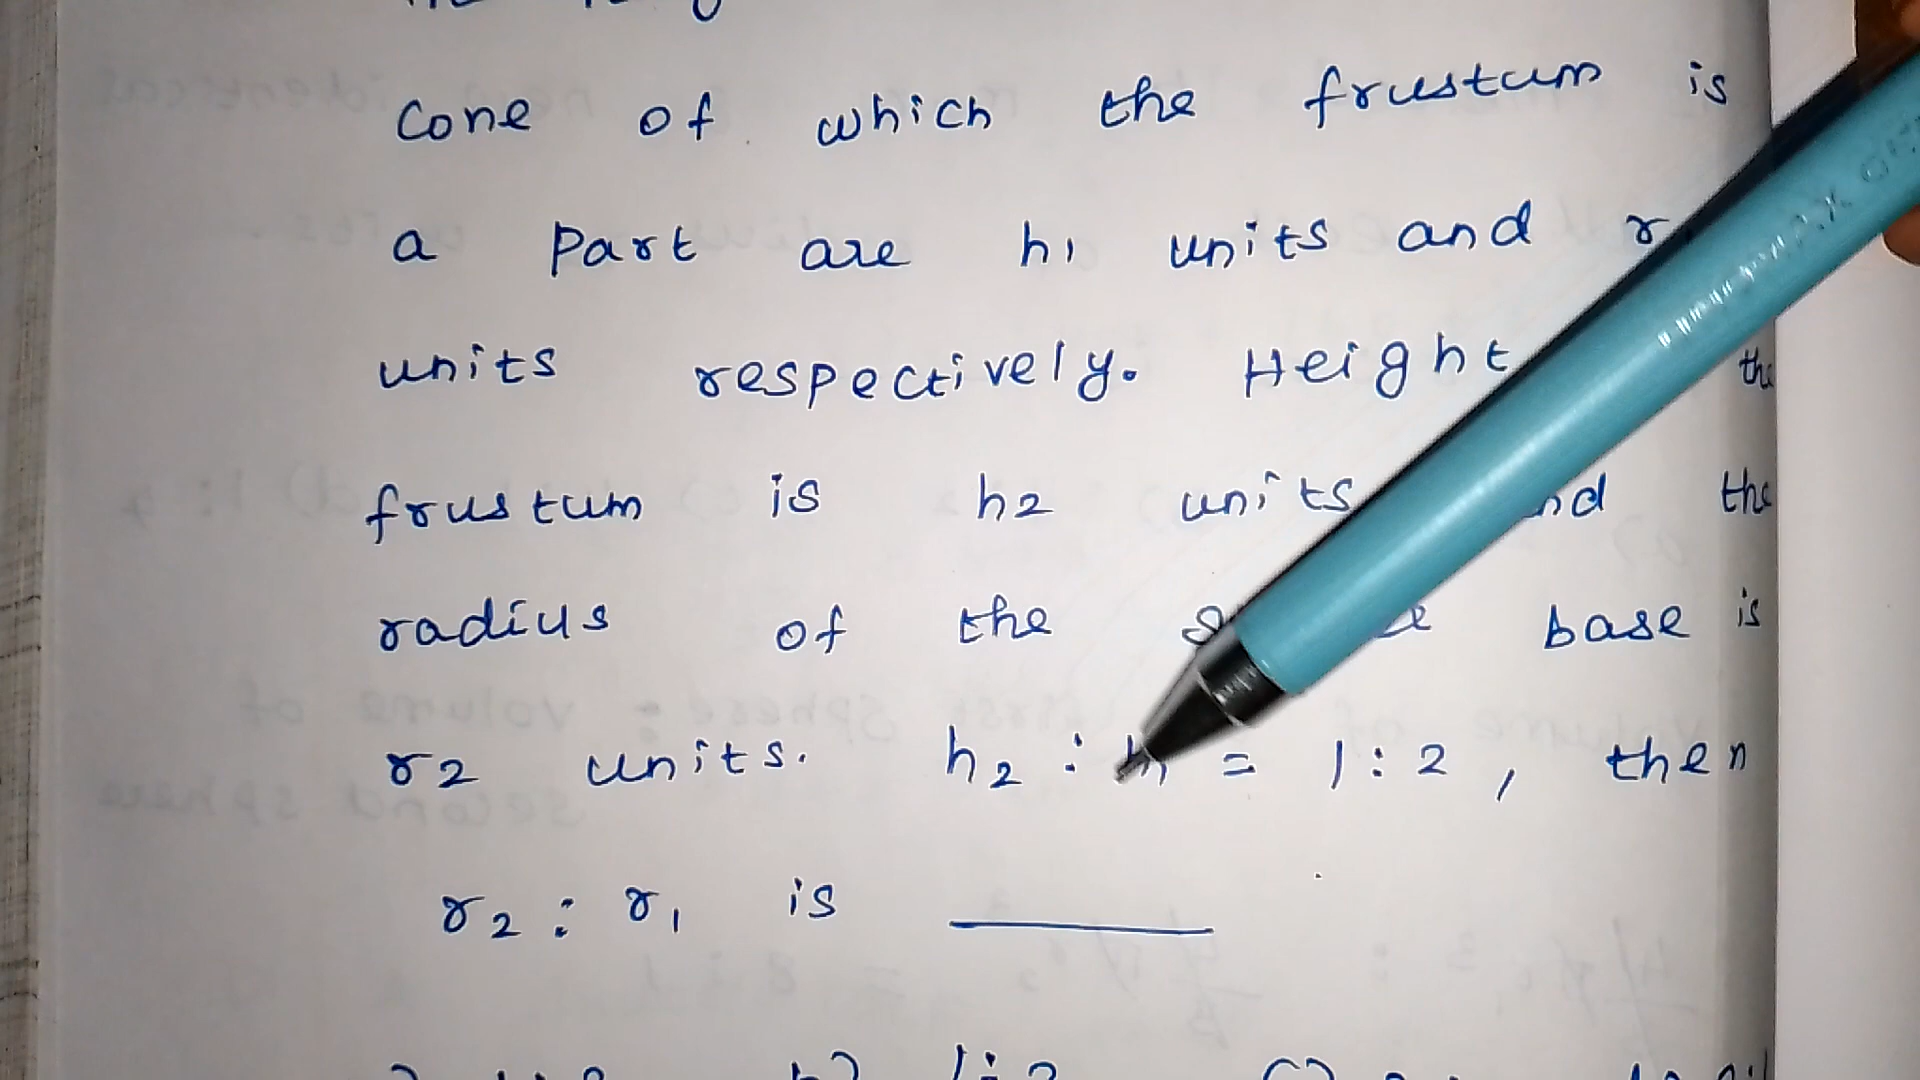 cone of which the frustum is
a part are h1 units and
units respectively. Height the
frustum is h2 units the
radius of the base is
r2 units. h2 : = 1:2, then
r2 : r1 is